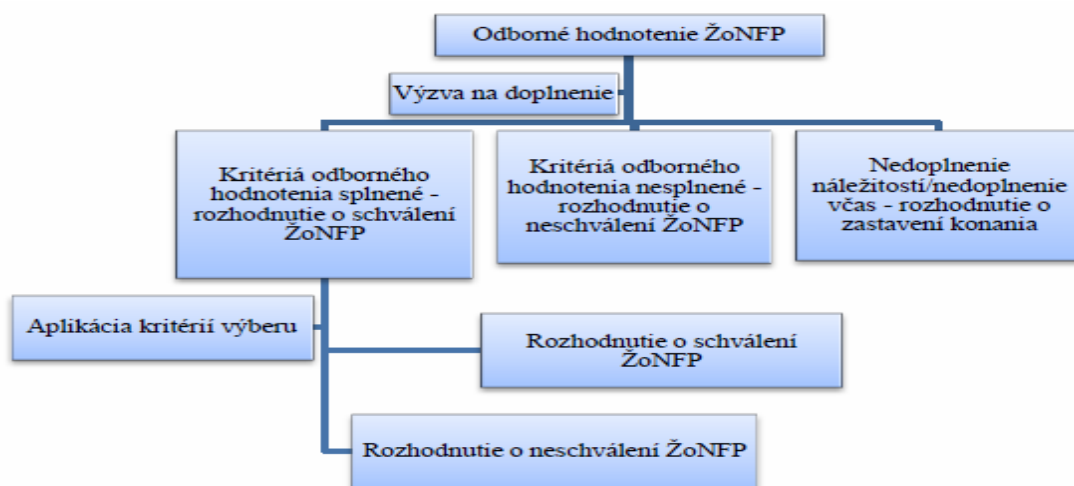 Odborné hodnotenie ŽoNFP
Výzva na doplnenie
Kritériá odborného
hodnotenia splnené -
rozhodnutie o schválení
ŽoNFP
Kritériá odborného
hodnotenia nesplnené -
rozhodnutie o
neschválení ŽoNFP
Nedoplnenie
náležitostí/nedoplnenie
včas - rozhodnutie o
zastavení konania
Aplikácia kritérií výberu
Rozhodnutie o schválení
ŽoNFP
Rozhodnutie o neschválení ŽoNFP